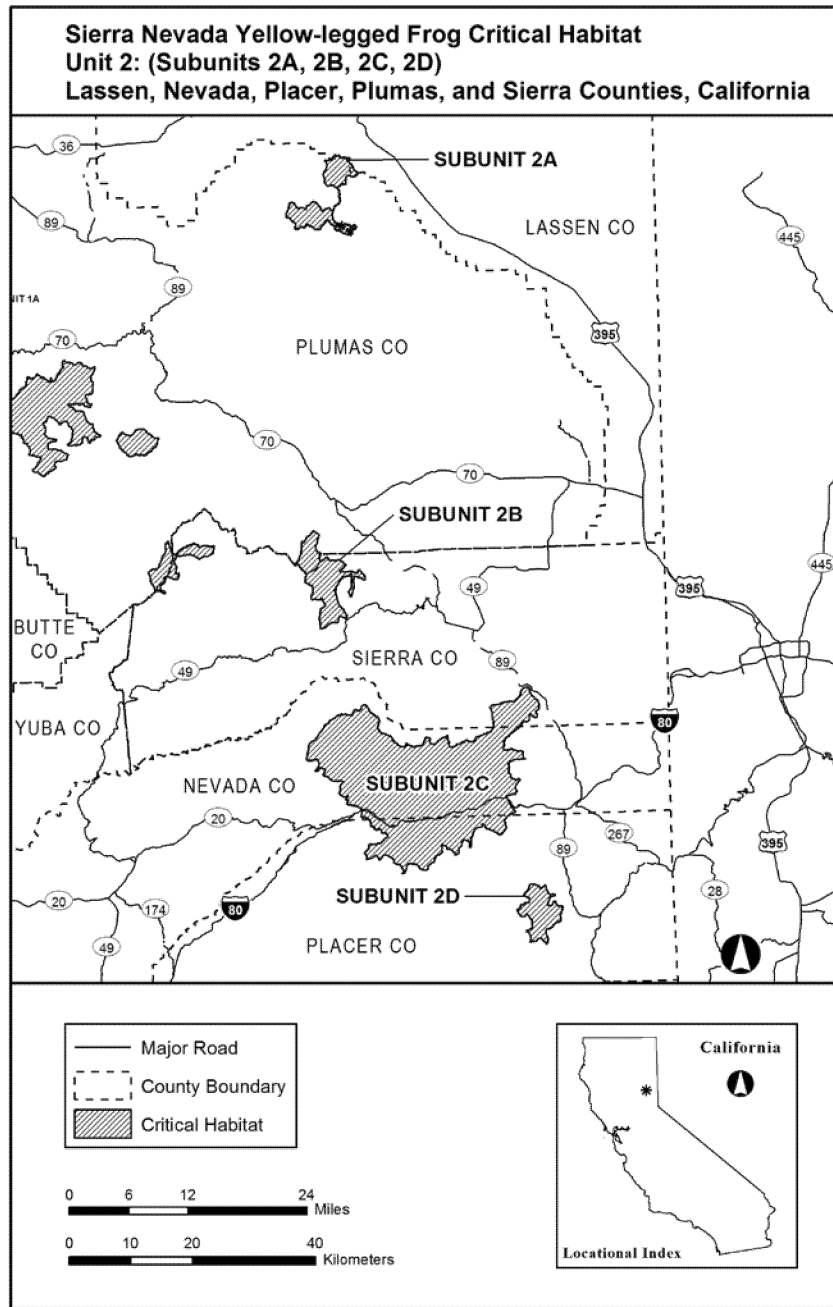 Sierra Nevada Yellow-legged Frog Critical Habitat
Unit 2: (Subunits 2A, 2B, 2C, 2D)
Lassen, Nevada, Placer, Plumas, and Sierra Counties, California
36
SUBUNIT 2A
89
LASSEN CO
445
89
NIT 1A
395
70
PLUMAS CO
70
70
SUBUNIT 2B
445
49
395
BUTTE
CO
SIERRA CO
89
49
YUBA CO
80
SUBUNIT 2C
NEVADA CO
20
267
89
395
SUBUNIT 2D
28
20
174
80
49
PLACER CO
Major Road
County Boundary
Critical Habitat
0 6 12 24
Miles
0 10 20 40
Kilometers
California
Locational Index